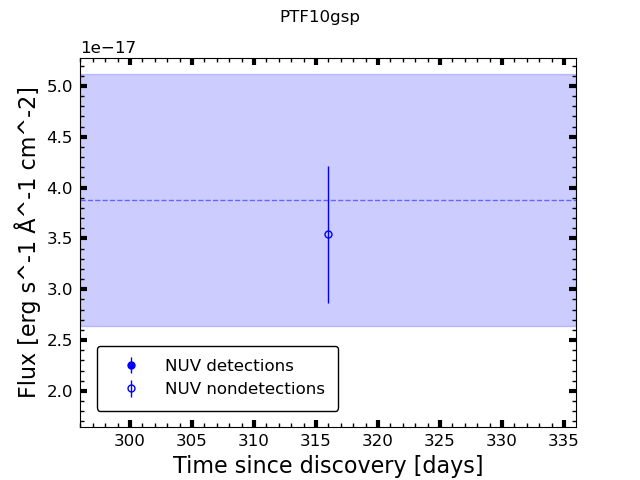 PTF10gsp
1e−17
5.0
4.5
4.0
3.5
3.0
2.5
2.0
Flux [erg s^-1 Å^-1 cm^-2]
NUV detections
NUV nondetections
300 305 310 315 320 325 330 335
Time since discovery [days]